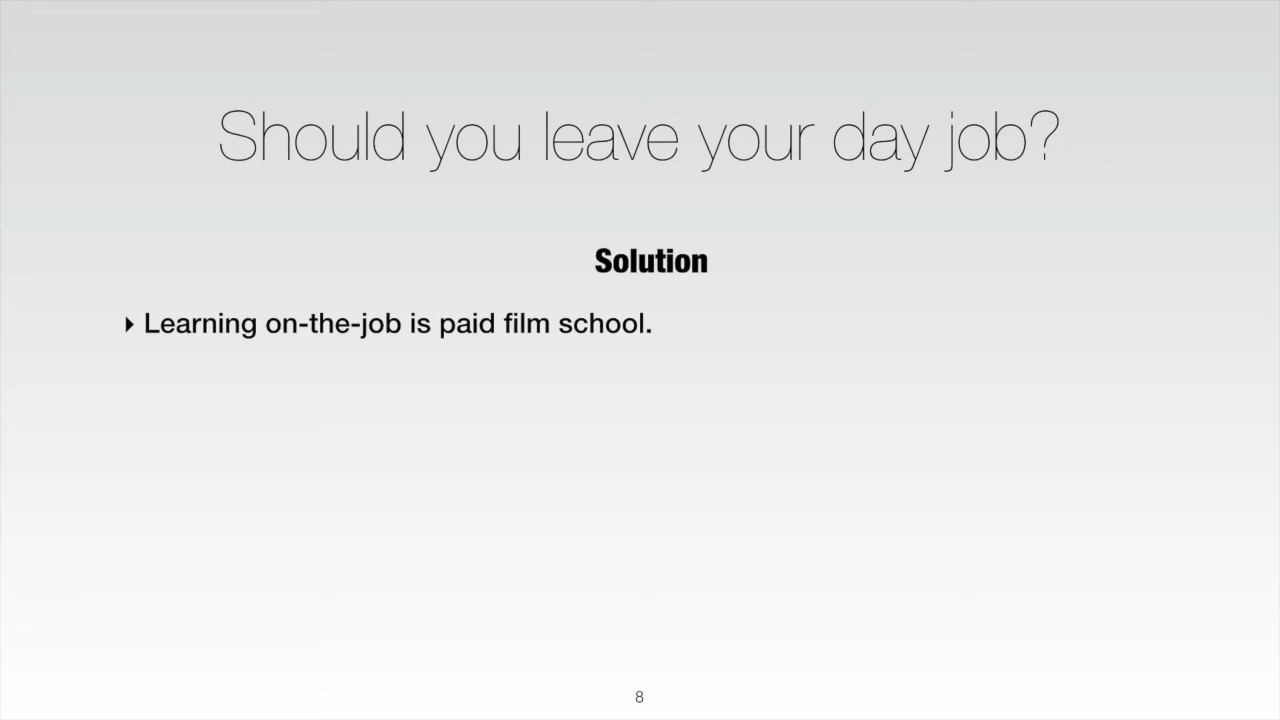 Should you leave your day job?
Solution
‣ Learning on-the-job is paid film school.
8